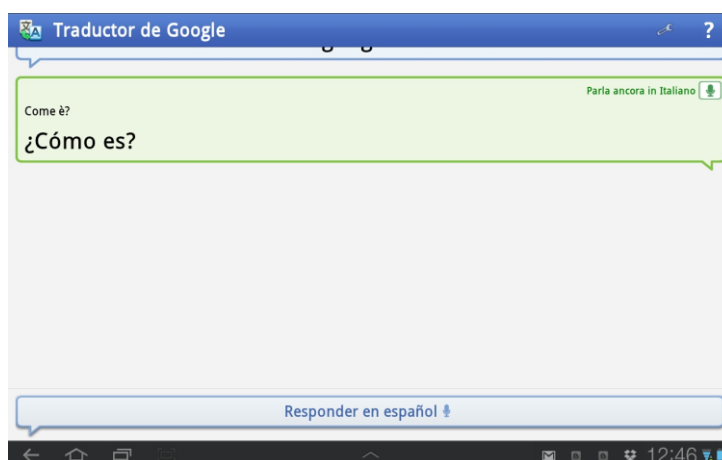 Traductor de Google
?
Parla ancora in Italiano
Come è?
¿Cómo es?
Responder en español
12:46